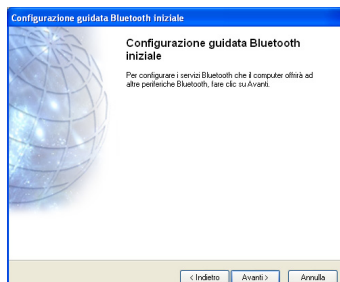 Configurazione guidata Bluetooth iniziale
Configurazione guidata Bluetooth
iniziale
Per configurare i servizi Bluetooth che il computer offrirà ad
altre periferiche Bluetooth, fare clic su Avanti.
< Indietro Avanti > Annulla